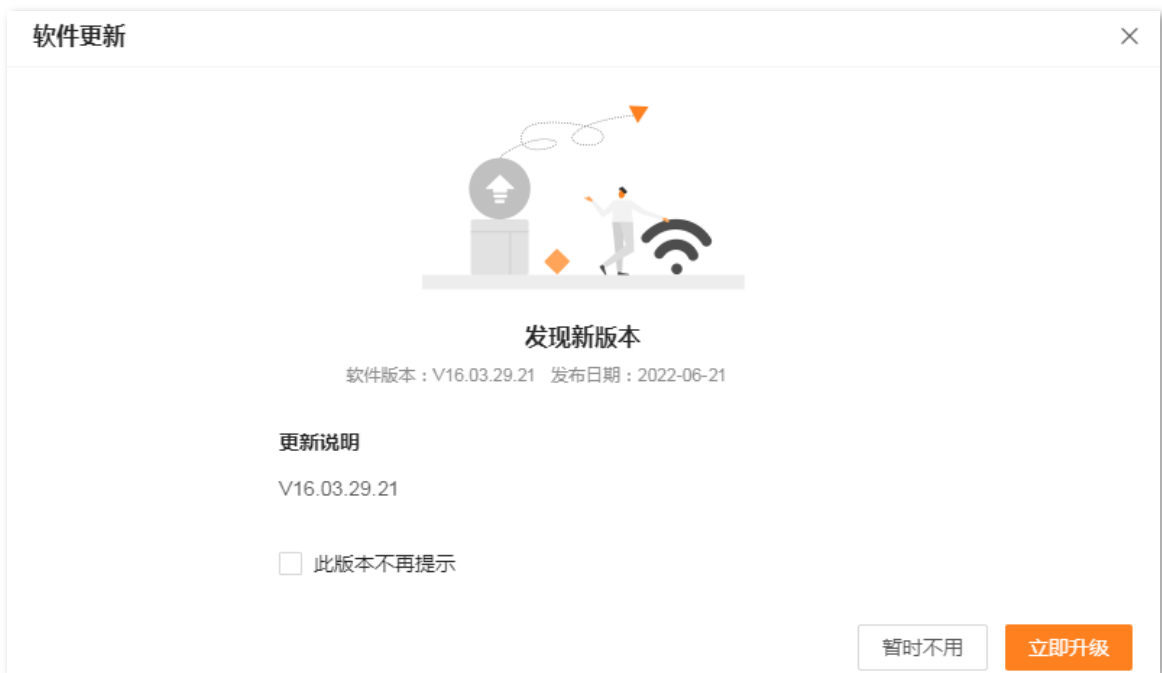 软件更新
发现新版本
软件版本：V16.03.29.21 发布日期：2022-06-21
更新说明
V16.03.29.21
此版本不再提示
暂时不用 立即升级